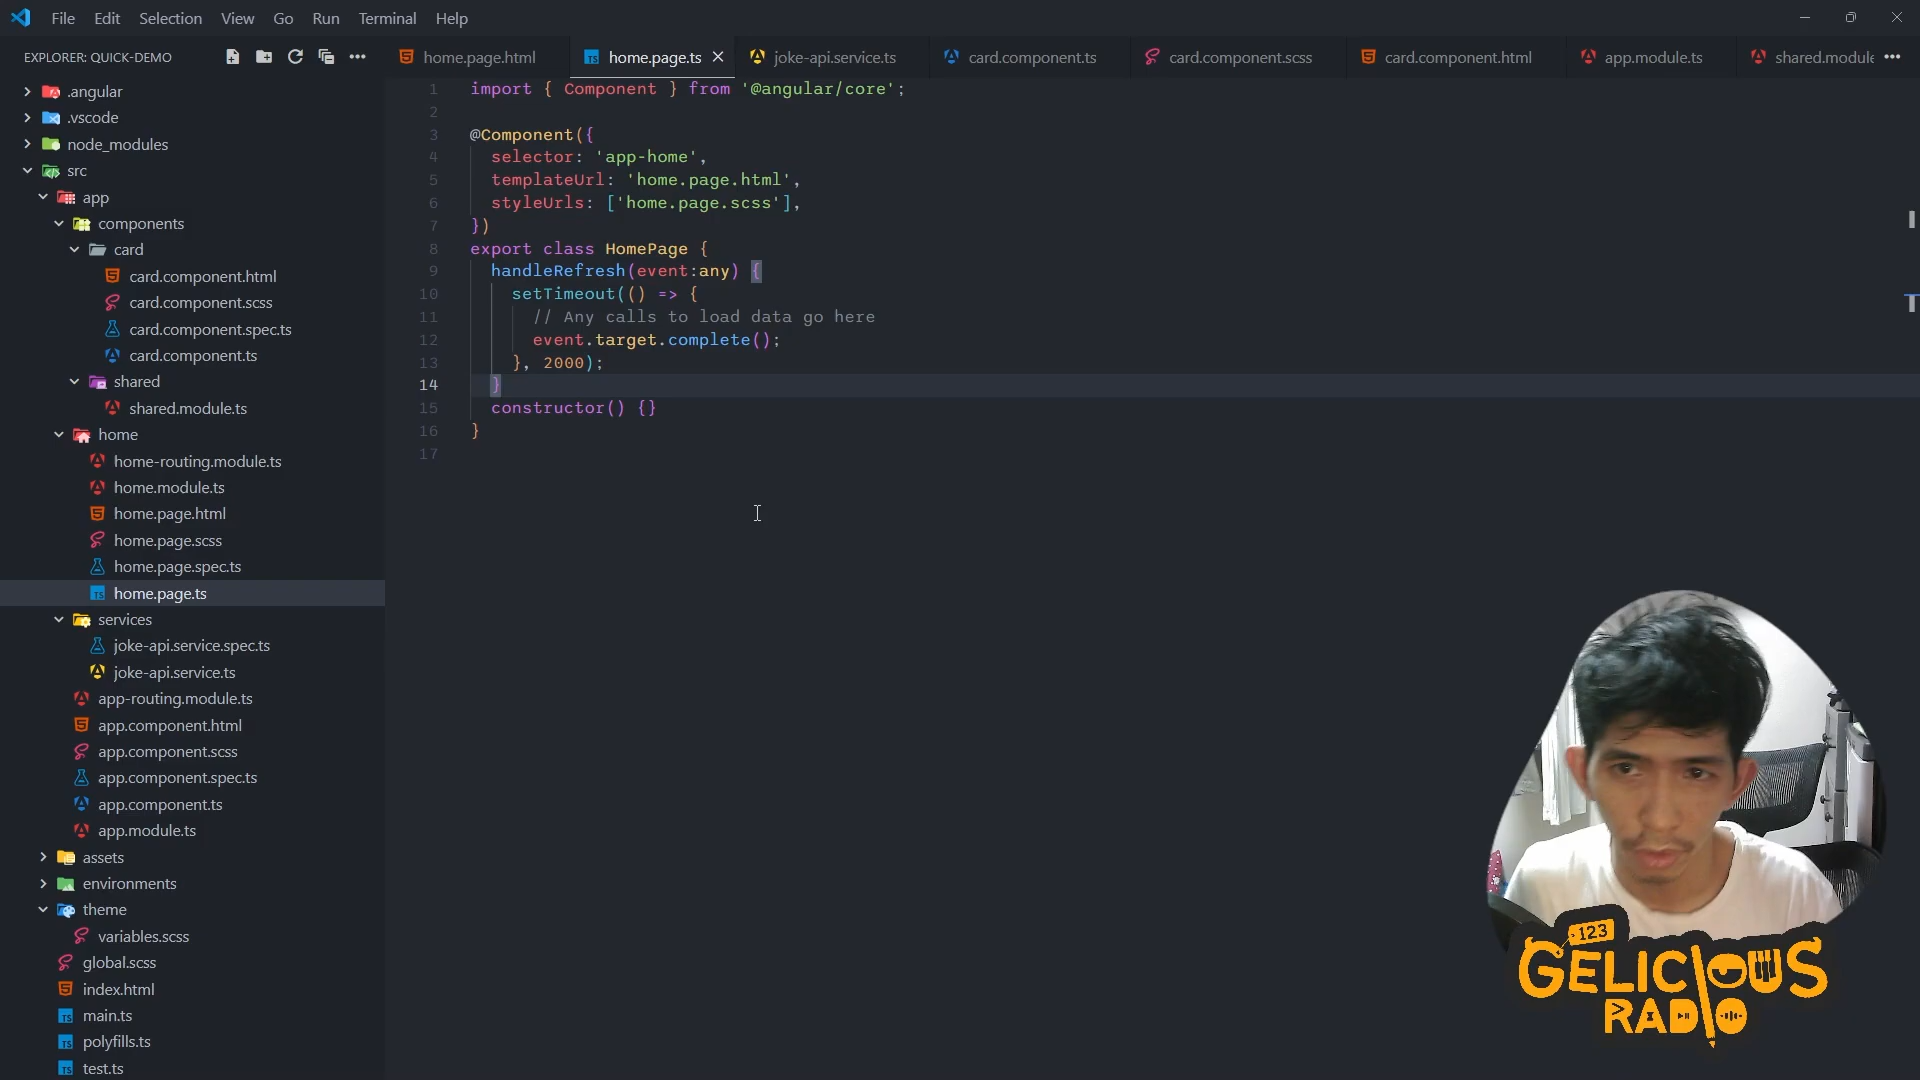 File Edit Selection View Go Run Terminal Help
EXPLORER: QUICK-DEMO
home.page.html home.page.ts joke-api.service.ts card.component.ts card.component.scss card.component.html app.module.ts shared.module
.angular
.vscode
node_modules
src
app
components
card
card.component.html
card.component.scss
card.component.spec.ts
card.component.ts
shared
shared.module.ts
home
home-routing.module.ts
home.module.ts
home.page.html
home.page.scss
home.page.spec.ts
home.page.ts
services
joke-api.service.spec.ts
joke-api.service.ts
app-routing.module.ts
app.component.html
app.component.scss
app.component.spec.ts
app.component.ts
app.module.ts
assets
environments
theme
variables.scss
global.scss
index.html
main.ts
polyfills.ts
test.ts
1 import { Component } from '@angular/core';
2
3 @Component({
4 selector: 'app-home',
5 templateUrl: 'home.page.html',
6 styleUrls: ['home.page.scss'],
7 })
8 export class HomePage {
9 handleRefresh(event:any) {
10 setTimeout(() => {
11 // Any calls to load data go here
12 event.target.complete();
13 }, 2000);
14 }
15 constructor() {}
16 }
17
123
GELICIOUS
RADIO